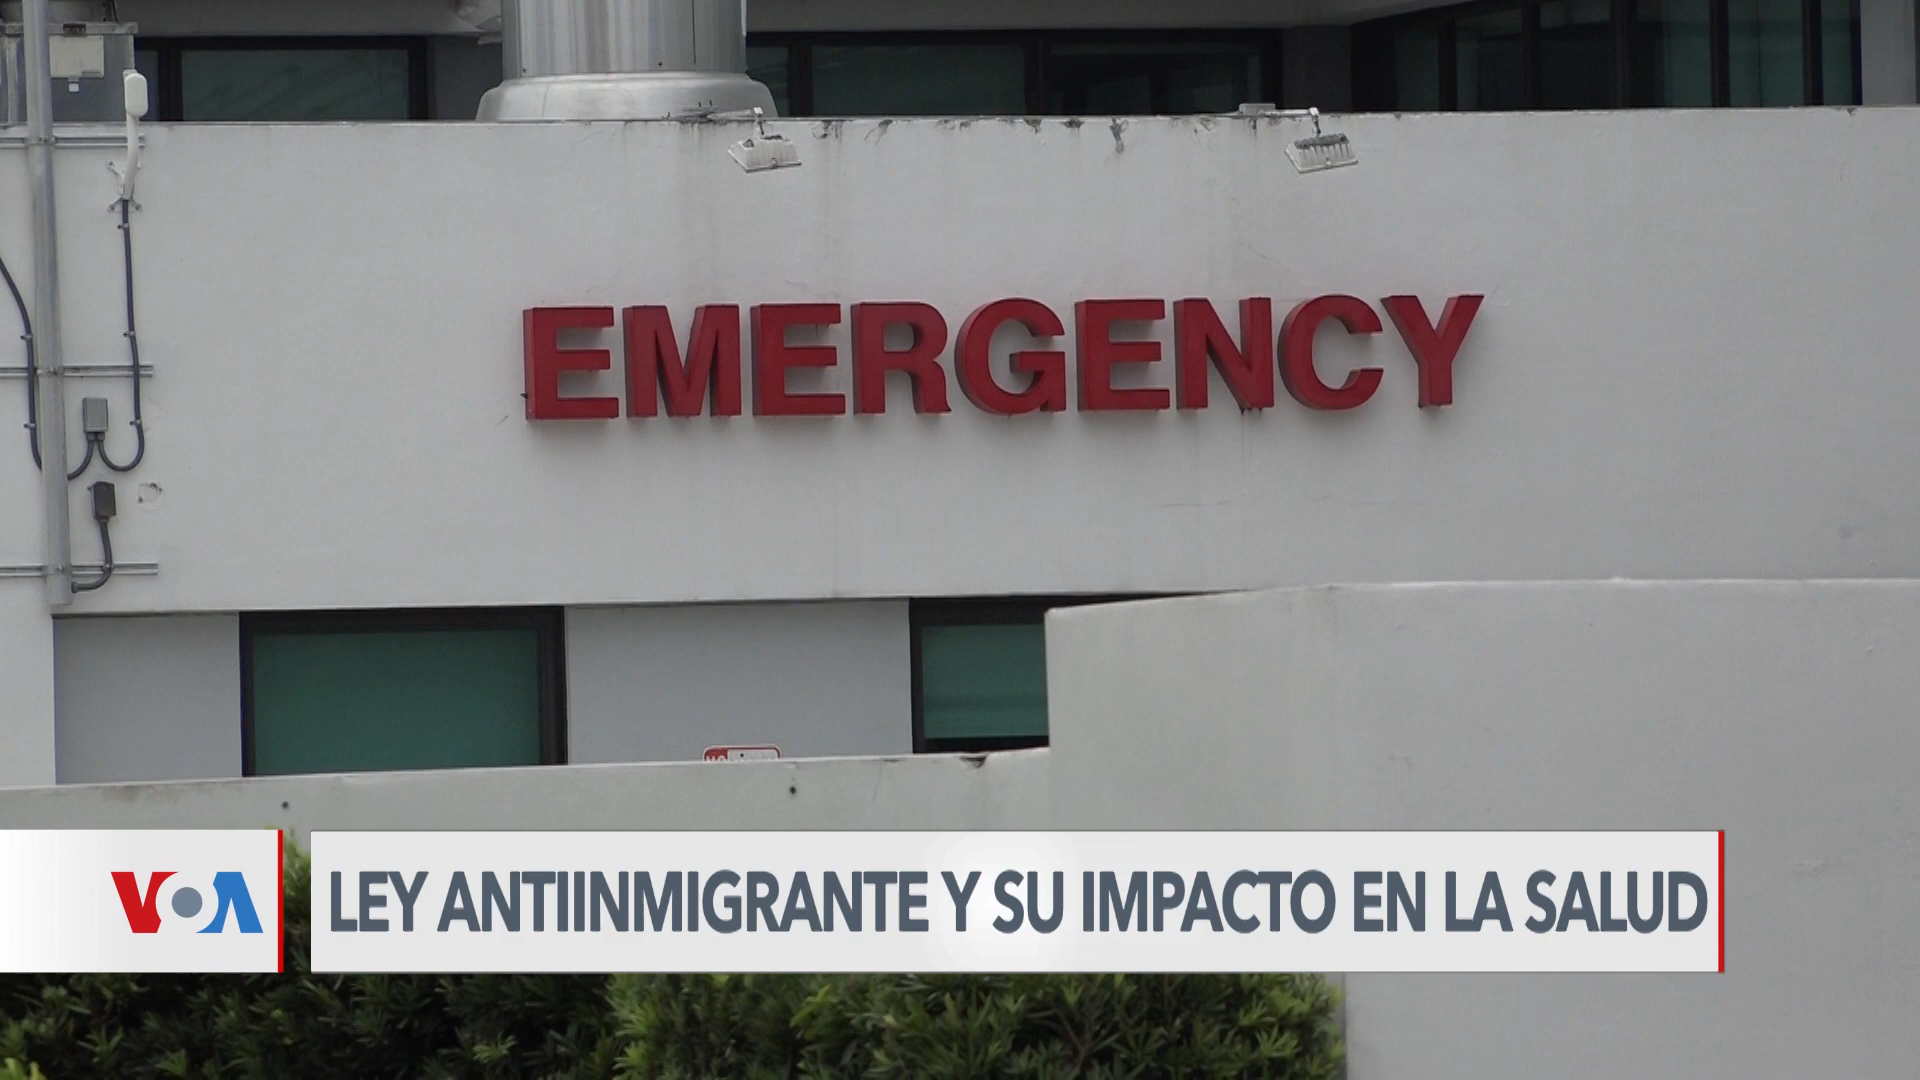 EMERGENCY
VOA
LEY ANTIINMIGRANTE Y SU IMPACTO EN LA SALUD